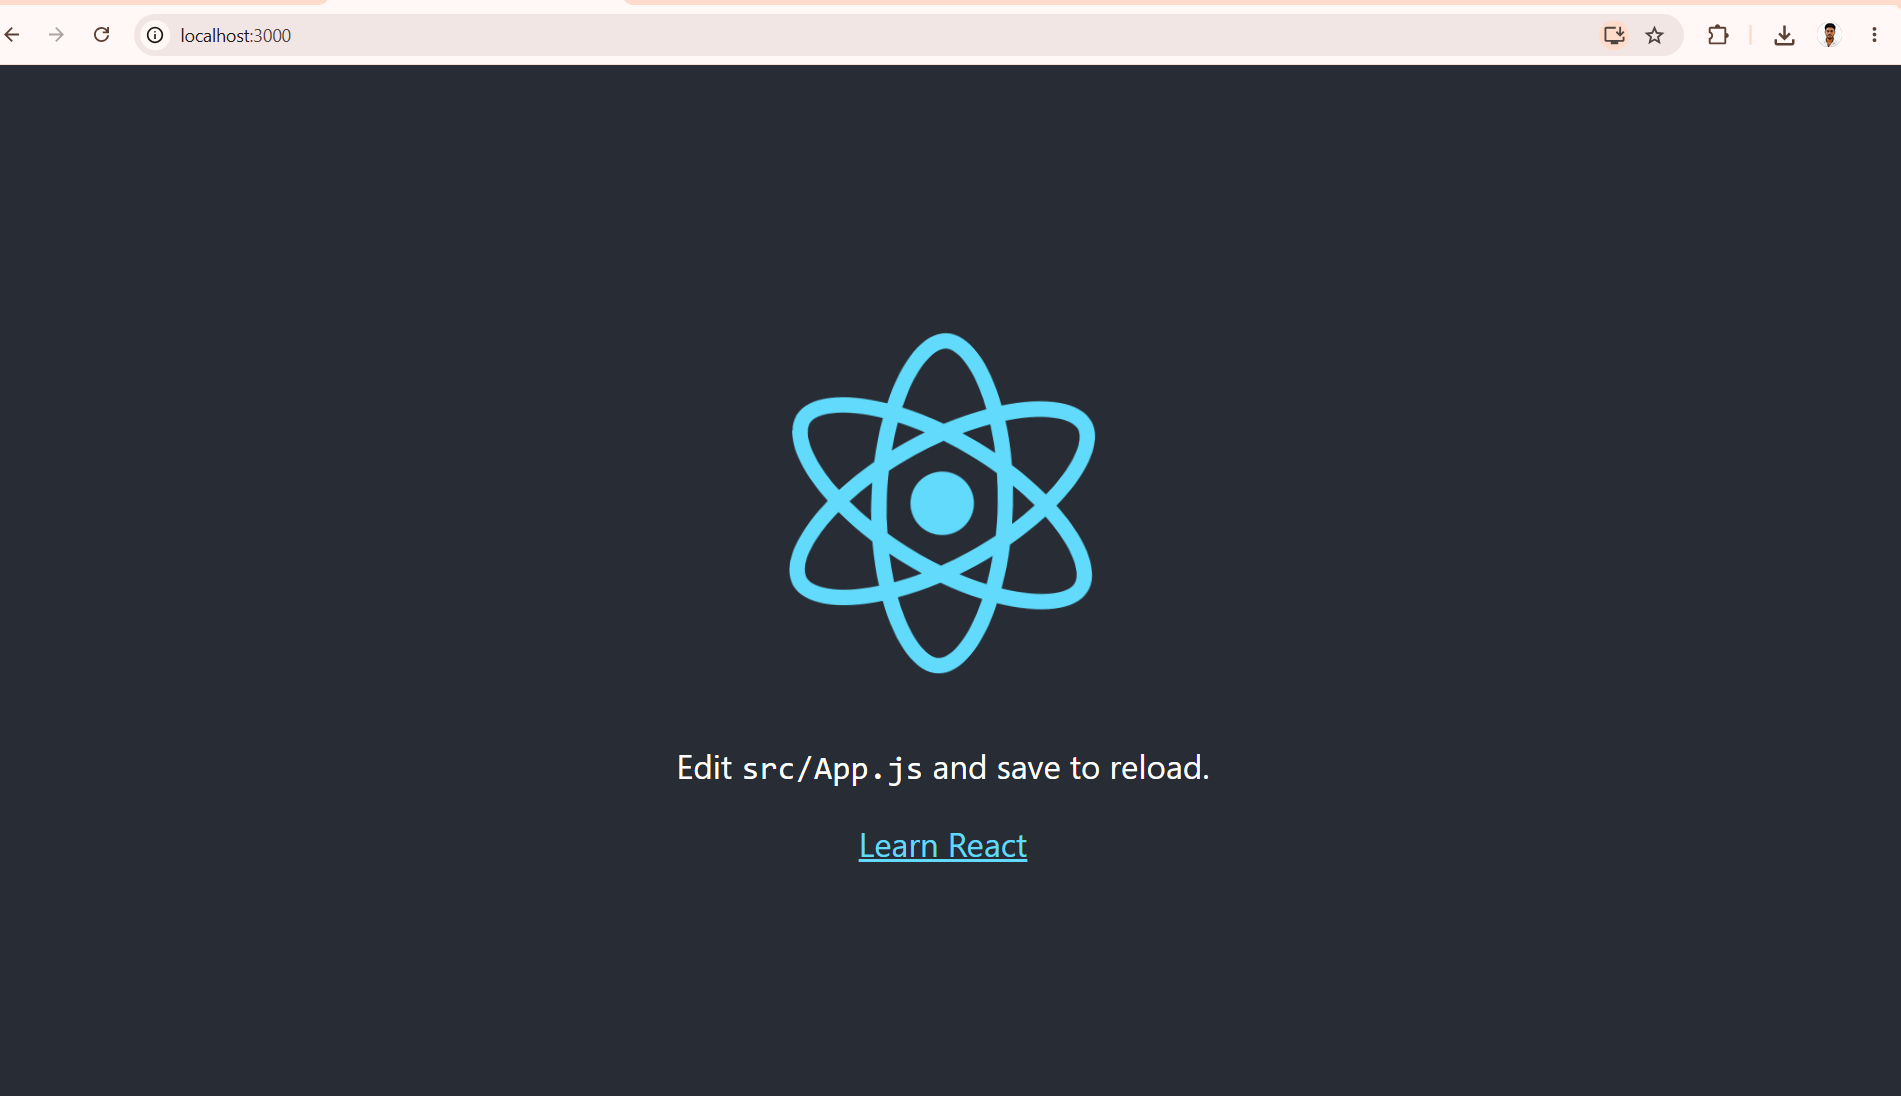 localhost:3000
Edit src/App.js and save to reload.
Learn React